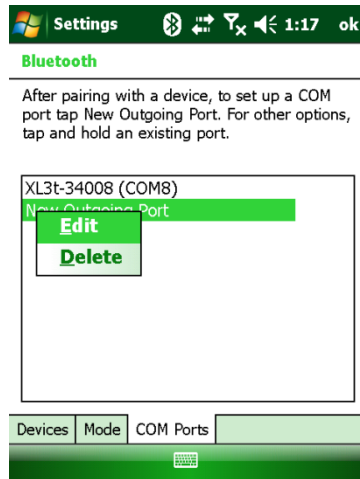 Settings 1:17 ok
Bluetooth
After pairing with a device, to set up a COM
port tap New Outgoing Port. For other options,
tap and hold an existing port.
XL3t-34008 (COM8)
New Outgoing Port
Edit
Delete
Devices Mode COM Ports